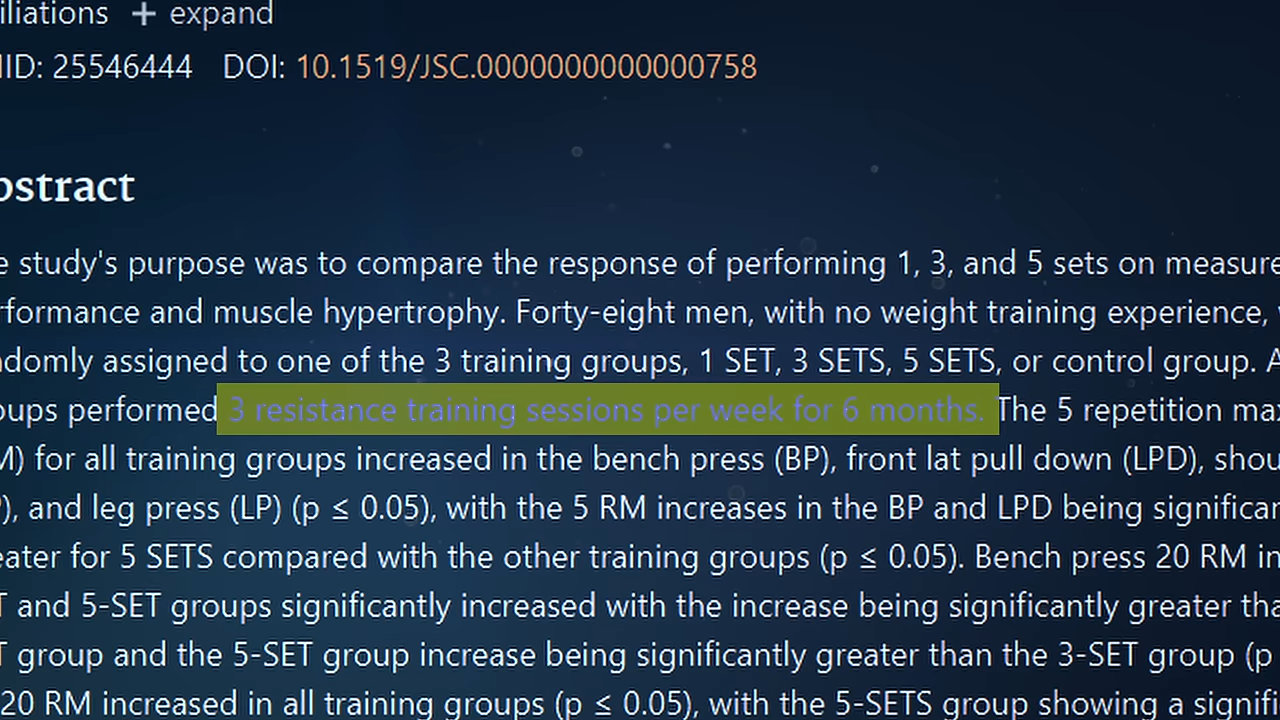 iliations + expand
IID: 25546444 DOI: 10.1519/JSC.0000000000000758
bstract
e study's purpose was to compare the response of performing 1, 3, and 5 sets on measure
rformance and muscle hypertrophy. Forty-eight men, with no weight training experience,
ndomly assigned to one of the 3 training groups, 1 SET, 3 SETS, 5 SETS, or control group. A
oups performed 3 resistance training sessions per week for 6 months. The 5 repetition max
M) for all training groups increased in the bench press (BP), front lat pull down (LPD), shou
P), and leg press (LP) (p ≤ 0.05), with the 5 RM increases in the BP and LPD being significan
eater for 5 SETS compared with the other training groups (p ≤ 0.05). Bench press 20 RM in
T and 5-SET groups significantly increased with the increase being significantly greater tha
T group and the 5-SET group increase being significantly greater than the 3-SET group (p
20 RM increased in all training groups (p ≤ 0.05), with the 5-SETS group showing a signifi